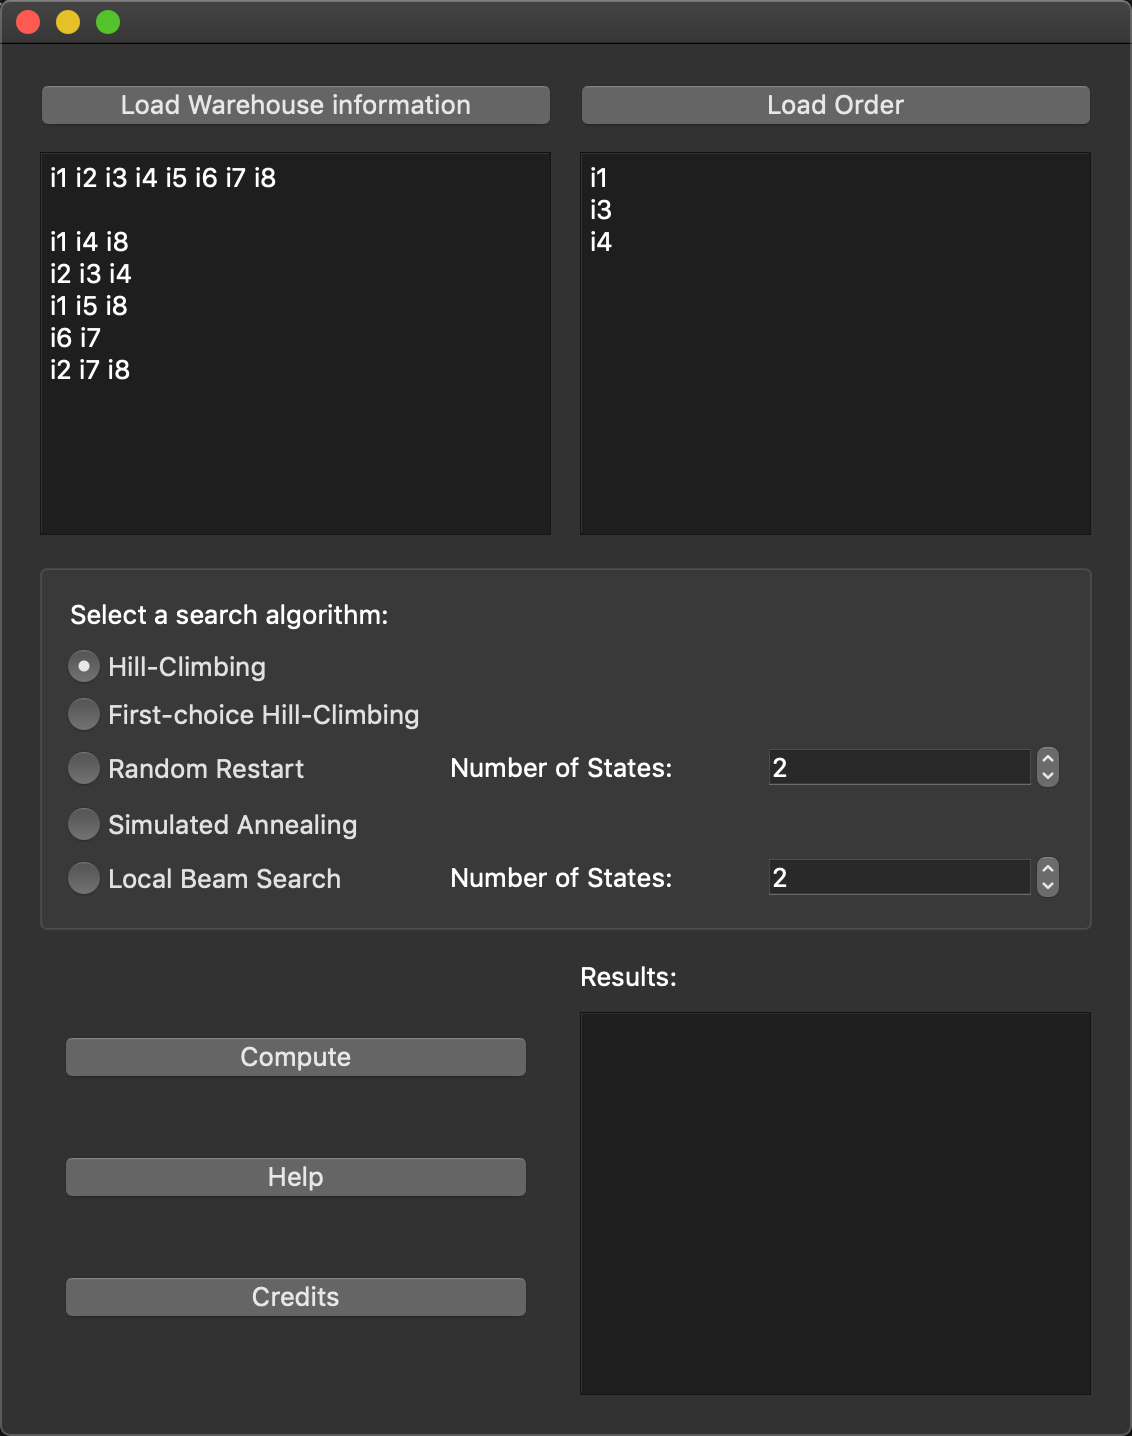 Load Warehouse information
Load Order
i1 i2 i3 i4 i5 i6 i7 i8
i1 i4 i8
i2 i3 i4
i1 i5 i8
i6 i7
i2 i7 i8
i1
i3
i4
Select a search algorithm:
Hill-Climbing
First-choice Hill-Climbing
Random Restart Number of States: 2
Simulated Annealing
Local Beam Search Number of States: 2
Results:
Compute
Help
Credits